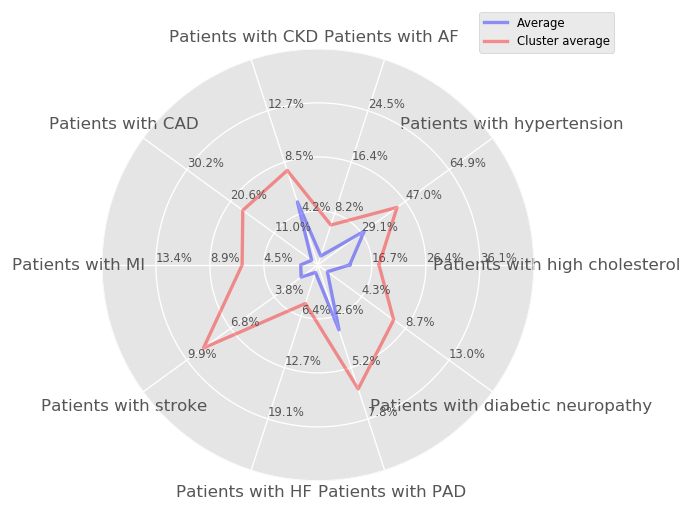 Average
Cluster average
Patients with CKD
Patients with AF
12.7%
24.5%
Patients with CAD
Patients with hypertension
30.2%
8.5%
16.4%
64.9%
20.6%
47.0%
4.2%
8.2%
11.0%
29.1%
Patients with MI
13.4%
8.9%
4.5%
16.7%
26.4%
36.1%
Patients with high cholesterol
3.8%
4.3%
6.8%
6.4%
2.6%
8.7%
9.9%
12.7%
5.2%
13.0%
Patients with stroke
19.1%
7.8%
Patients with diabetic neuropathy
Patients with HF
Patients with PAD